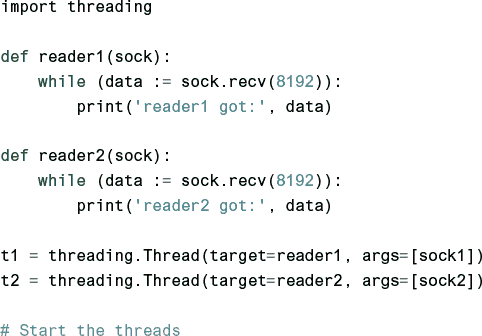 import threading

def reader1(sock):
    while (data := sock.recv(8192)):
        print('reader1 got:', data)

def reader2(sock):
    while (data := sock.recv(8192)):
        print('reader2 got:', data)

t1 = threading.Thread(target=reader1, args=[sock1])
t2 = threading.Thread(target=reader2, args=[sock2])

# Start the threads